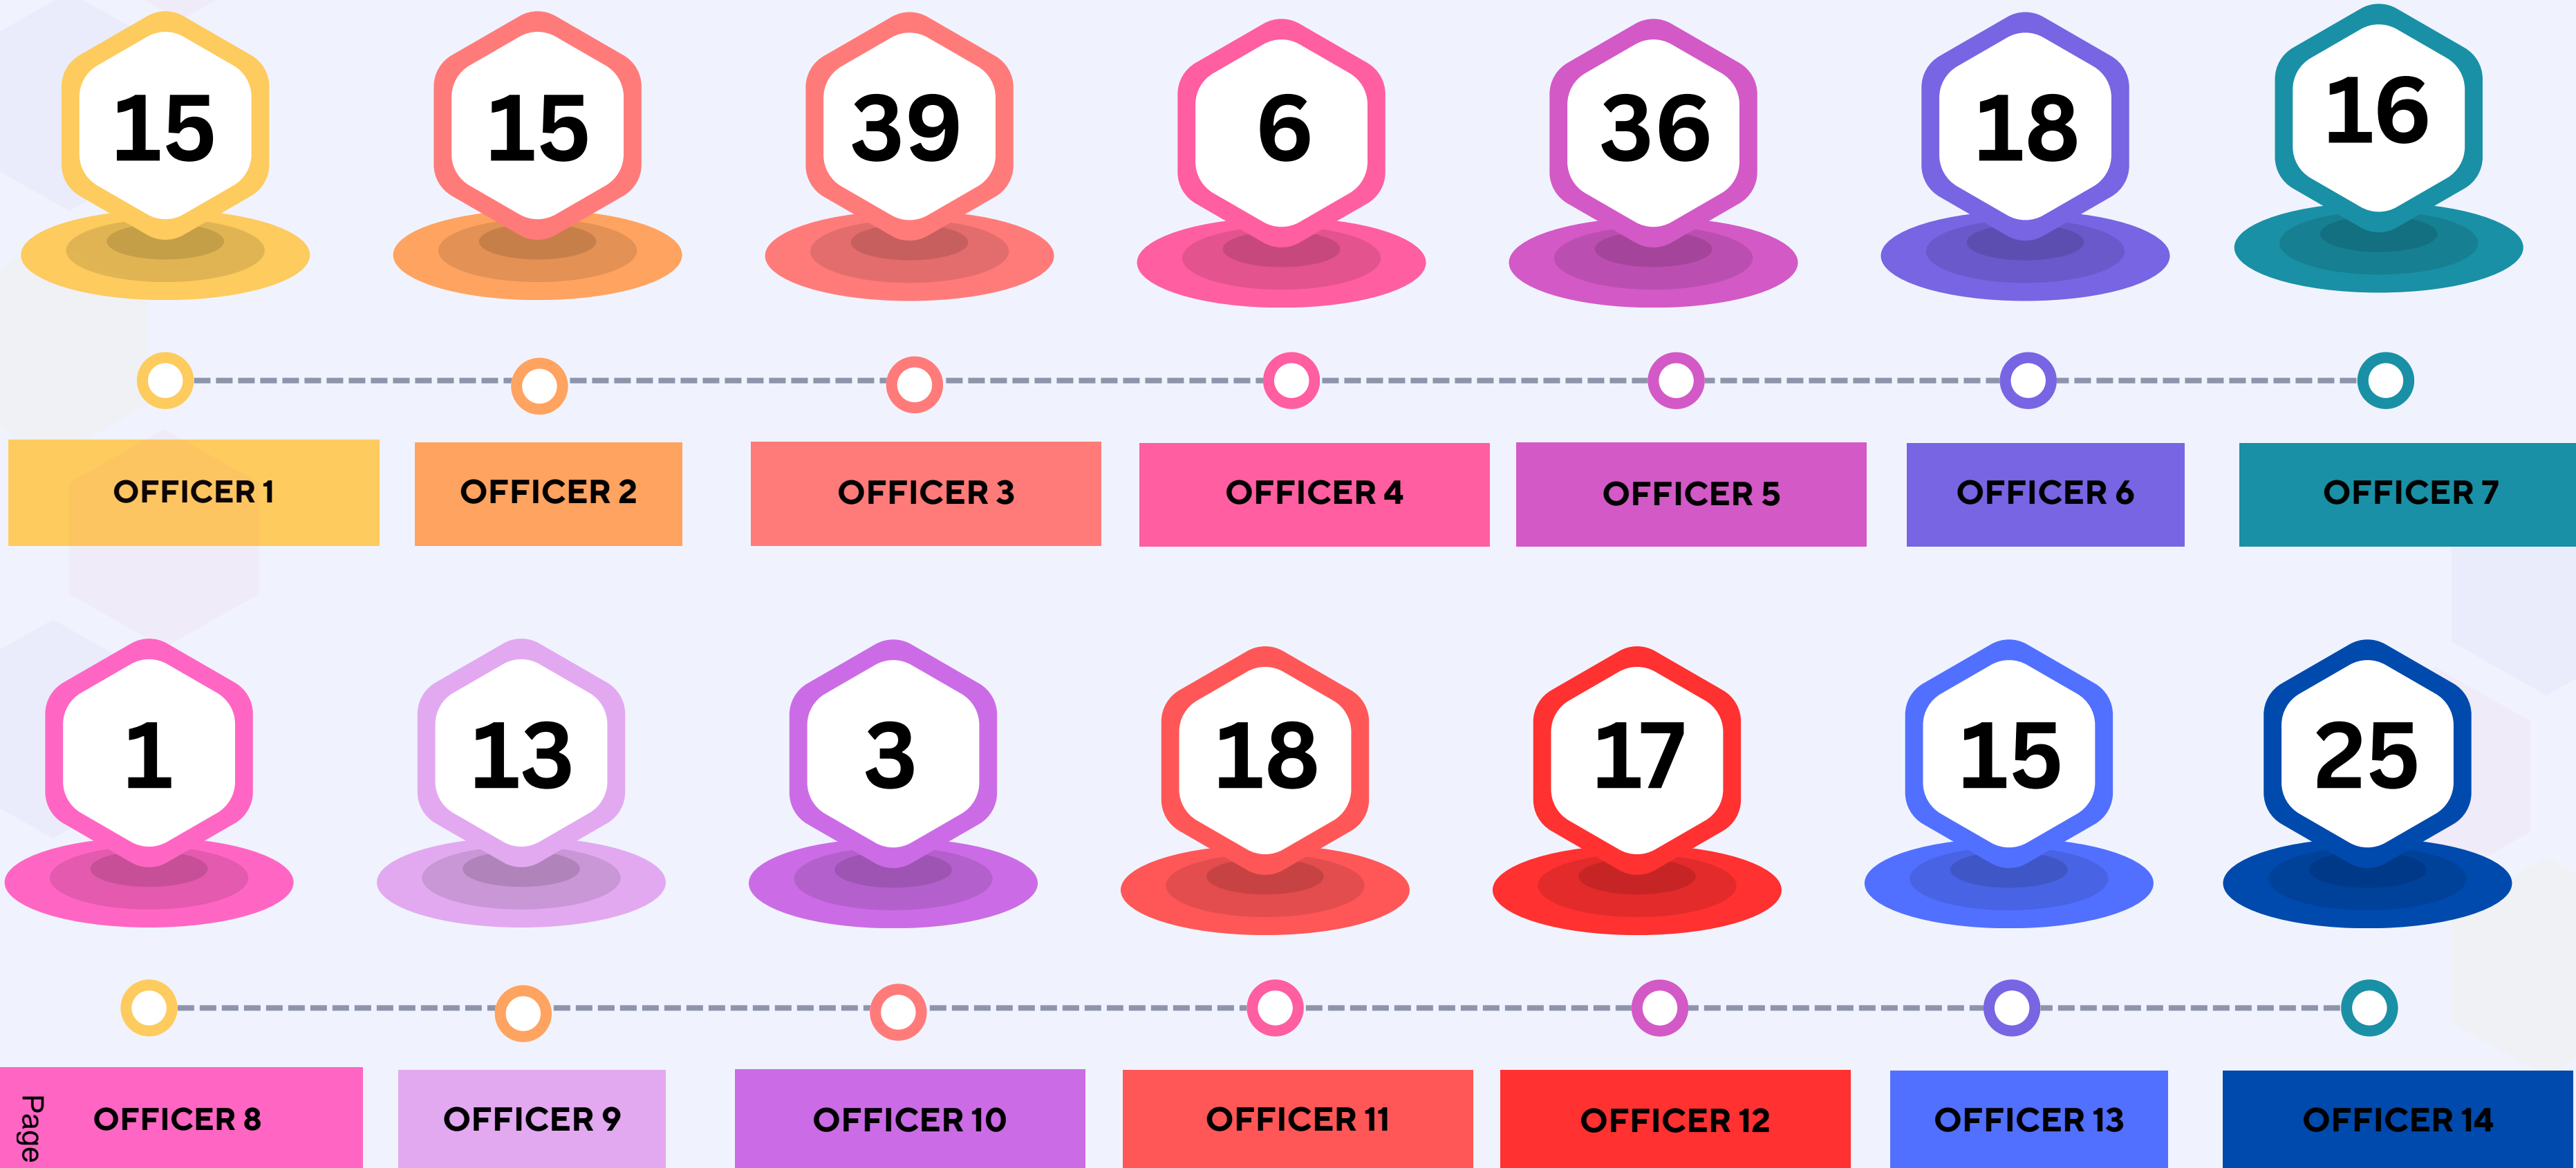 15 15 39 6 36 18 16
OFFICER 1 OFFICER 2 OFFICER 3 OFFICER 4 OFFICER 5 OFFICER 6 OFFICER 7
1 13 3 18 17 15 25
OFFICER 8 OFFICER 9 OFFICER 10 OFFICER 11 OFFICER 12 OFFICER 13 OFFICER 14
Page